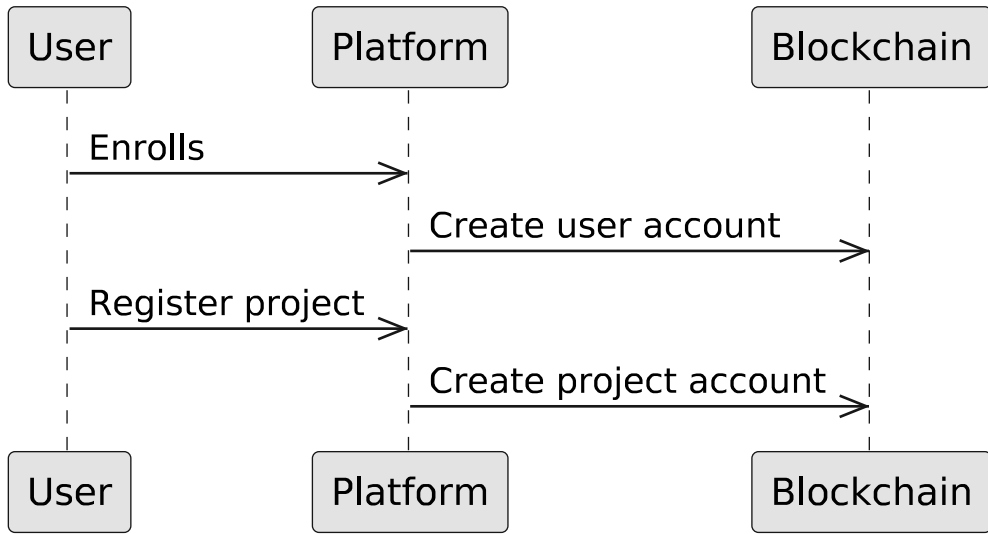 User
Platform
Blockchain
Enrolls
Create user account
Register project
Create project account
User
Platform
Blockchain